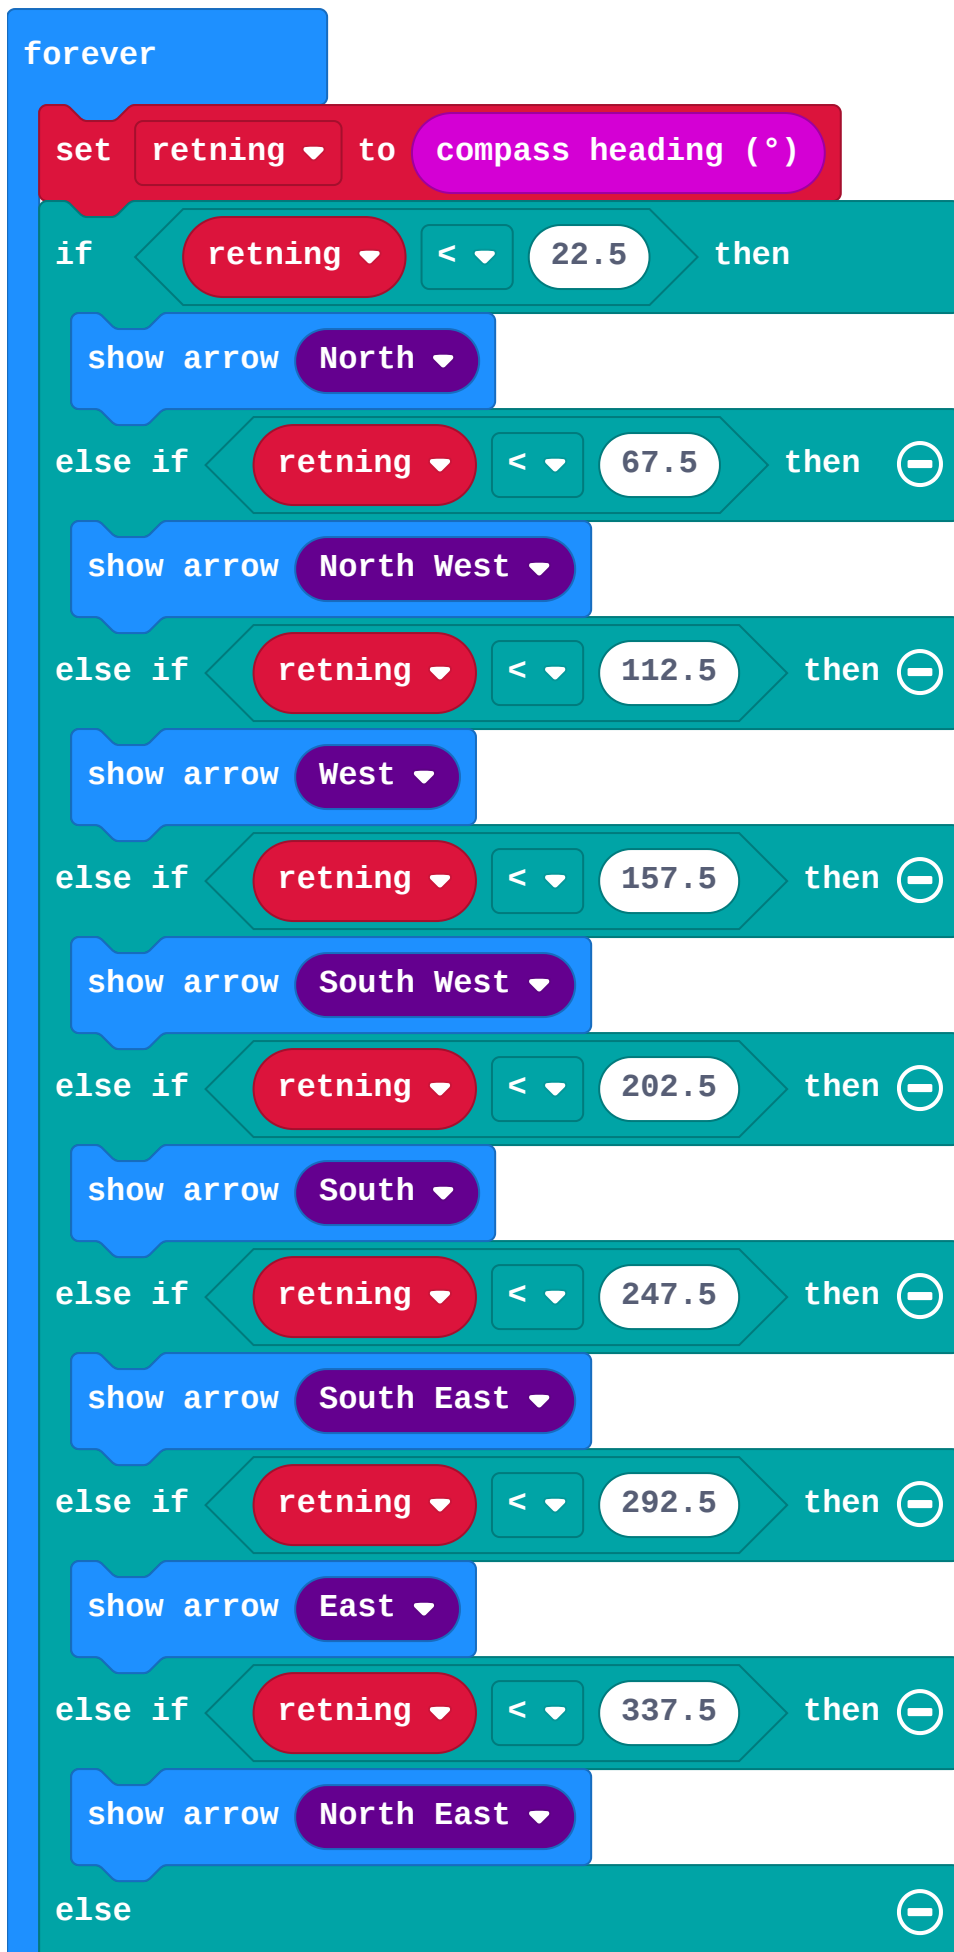 forever
set retning to compass heading (°)
if retning < 22.5 then
show arrow North
else if retning < 67.5 then
show arrow North West
else if retning < 112.5 then
show arrow West
else if retning < 157.5 then
show arrow South West
else if retning < 202.5 then
show arrow South
else if retning < 247.5 then
show arrow South East
else if retning < 292.5 then
show arrow East
else if retning < 337.5 then
show arrow North East
else